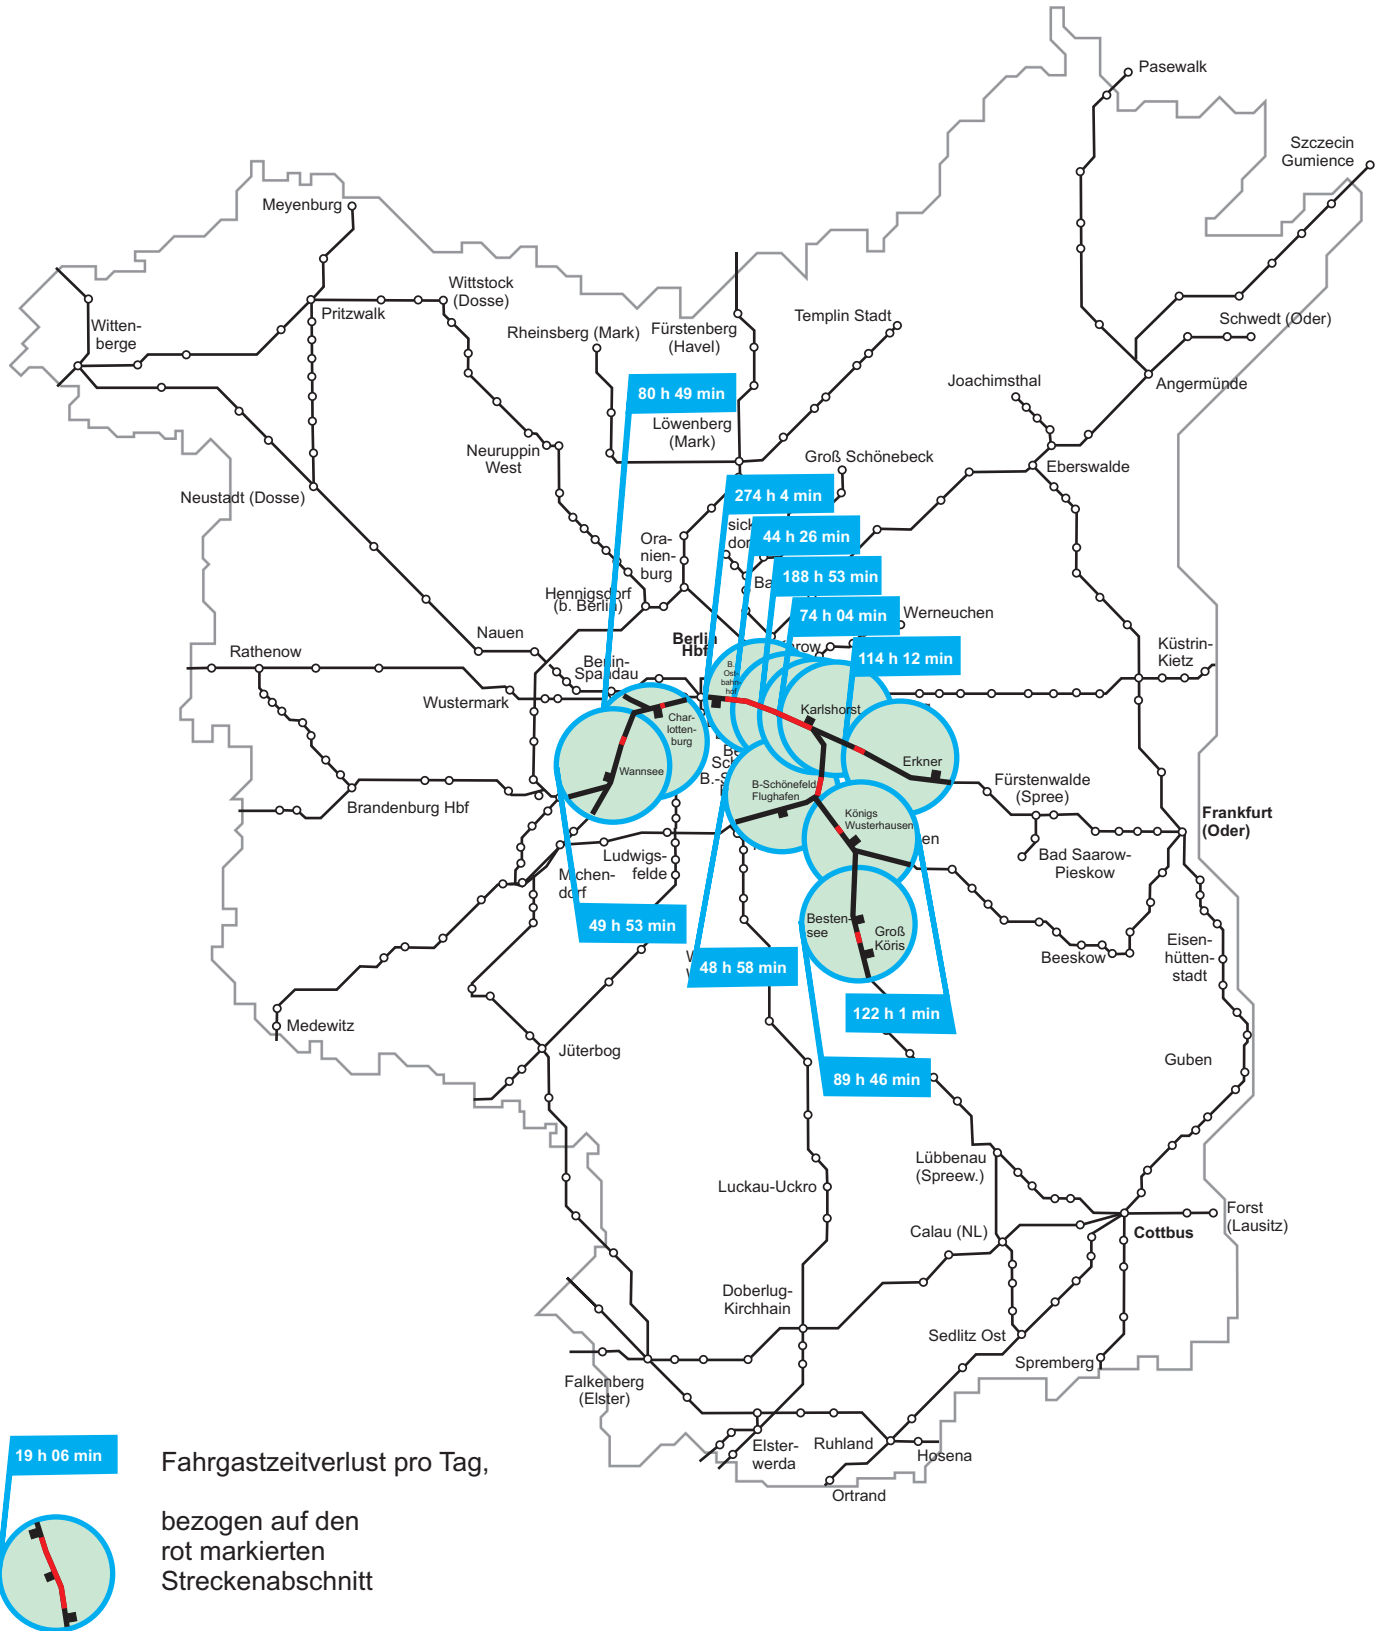 Pasewalk
Szczecin
Gumience
Meyenburg
Wittstock
(Dosse)
Pritzwalk
Witten-
berge
Rheinsberg (Mark)
Fürstenberg
(Havel)
Templin Stadt
Schwedt (Oder)
Joachimsthal
Angermünde
80 h 49 min
Löwenberg
(Mark)
Neuruppin
West
Groß Schönebeck
Eberswalde
Neustadt (Dosse)
274 h 4 min
44 h 26 min
Ora-
nien-
burg
188 h 53 min
Hennigsdorf
(b. Berlin)
74 h 04 min
Werneuchen
Nauen
Berlin
Hbf
114 h 12 min
Küstrin-
Kietz
Rathenow
Berlin-
Spandau
B.
Ost-
bahn-
hof
Wustermark
Karlshorst
Char-
lottenburg
Wannsee
Erkner
B-Schönefeld
Flughafen
Fürstenwalde
(Spree)
Brandenburg Hbf
Königs
Wusterhausen
Frankfurt
(Oder)
Ludwigs-
felde
Bad Saarow-
Pieskow
Michen-
dorf
49 h 53 min
Besten-
see
Groß
Köris
Beeskow
Eisen-
hütten-
stadt
48 h 58 min
122 h 1 min
Medewitz
Jüterbog
Guben
89 h 46 min
Lübbenau
(Spreew.)
Luckau-Uckro
Forst
(Lausitz)
Calau (NL)
Cottbus
Doberlug-
Kirchhain
Sedlitz Ost
Spremberg
Falkenberg
(Elster)
Elster-
werda
Ruhland
Hosena
Ortrand
19 h 06 min
Fahrgastzeitverlust pro Tag,
bezogen auf den
rot markierten
Streckenabschnitt